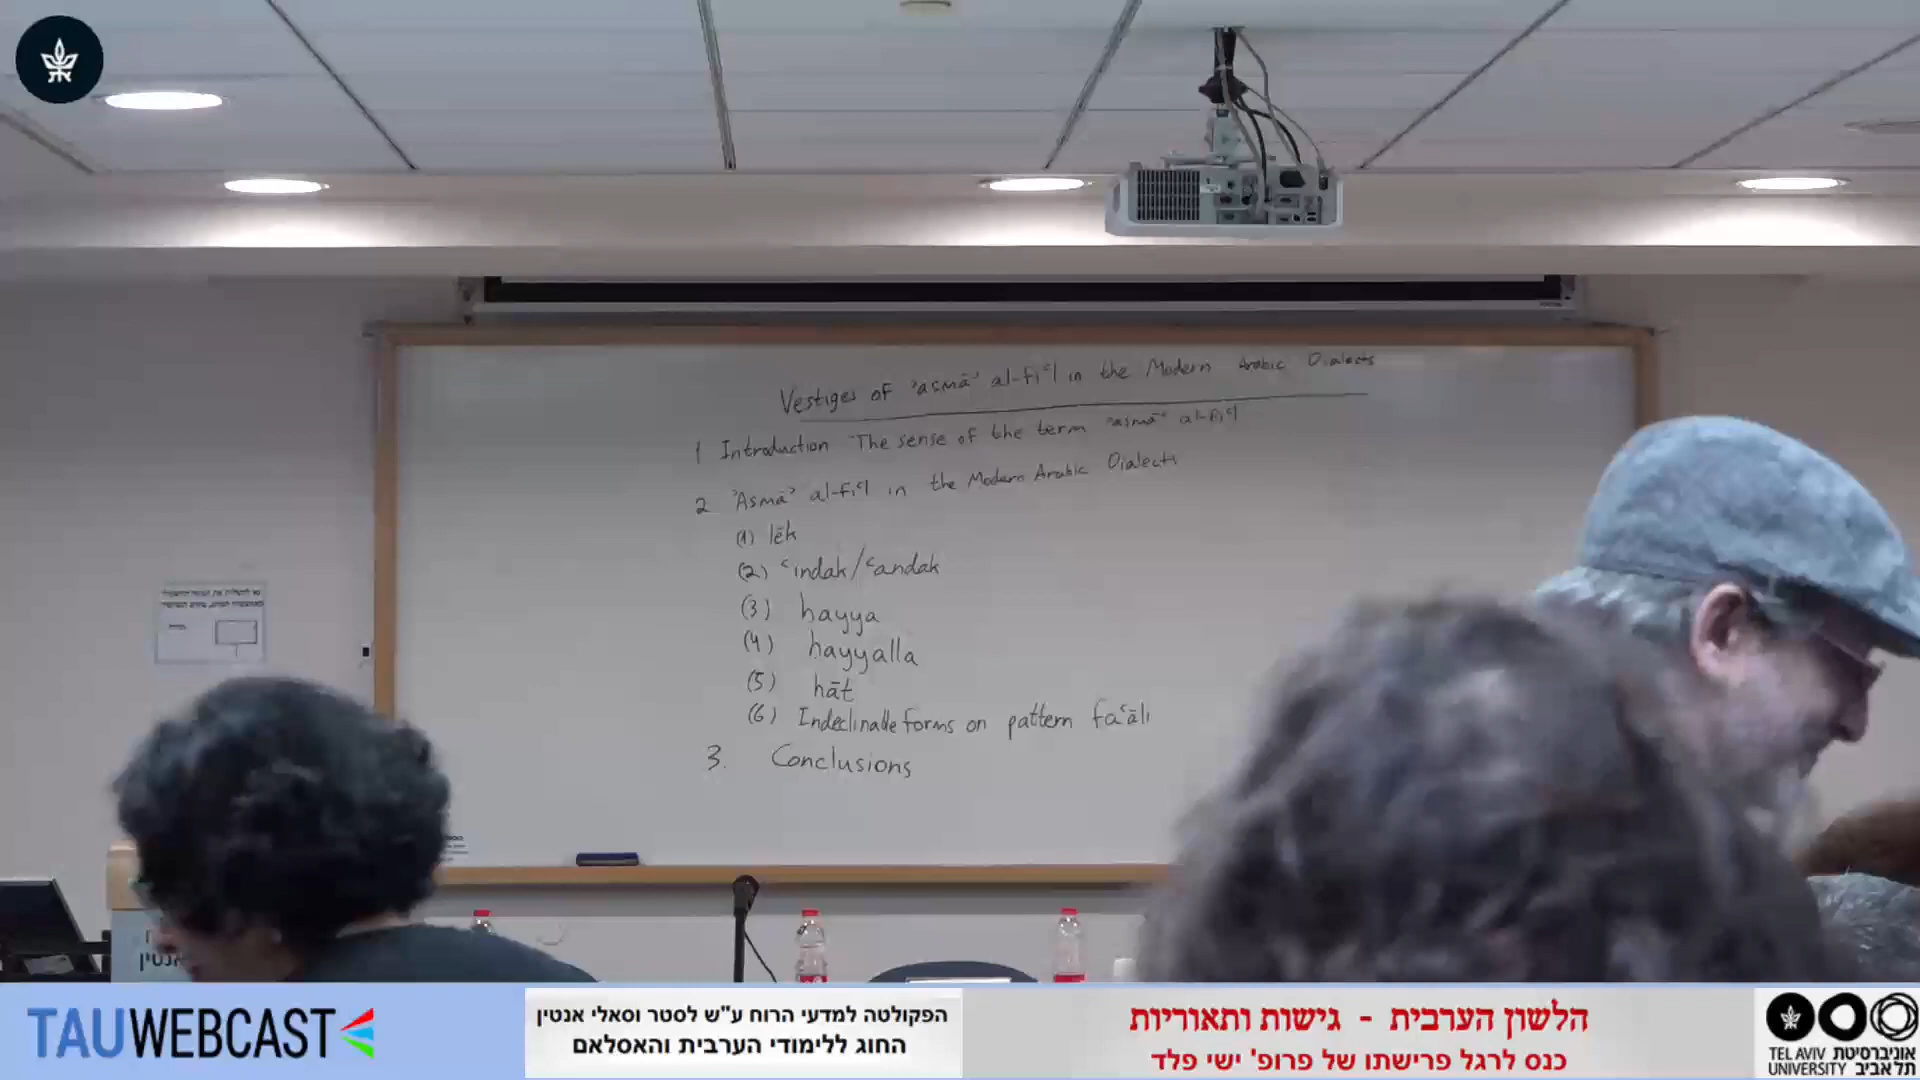 Vestiges of ʾasmāʾ al-fiʿl in the Modern Arabic Dialects
1 Introduction The sense of the term ʾasmāʾ al-fiʿl
2 ʾAsmāʾ al-fiʿl in the Modern Arabic Dialects
(1) lēk
(2) ʿindak/ʿandak
(3) hayya
(4) hayyalla
(5) hāt
(6) Indeclinable forms on pattern faʿāli
3. Conclusions
TAUWEBCAST
הפקולטה למדעי הרוח ע"ש לסטר וסאלי אנטין
החוג ללימודי הערבית והאסלאם
הלשון הערבית - גישות ותאוריות
כנס לרגל פרישתו של פרופ' ישי פלד
TEL AVIV אוניברסיטת
UNIVERSITY תל אביב